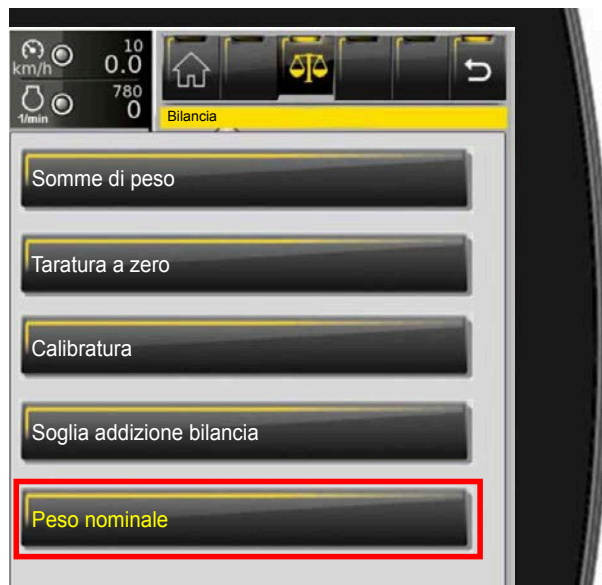 km/h
10
0.0
1/min
780
0
Bilancia
Somme di peso
Taratura a zero
Calibratura
Soglia addizione bilancia
Peso nominale